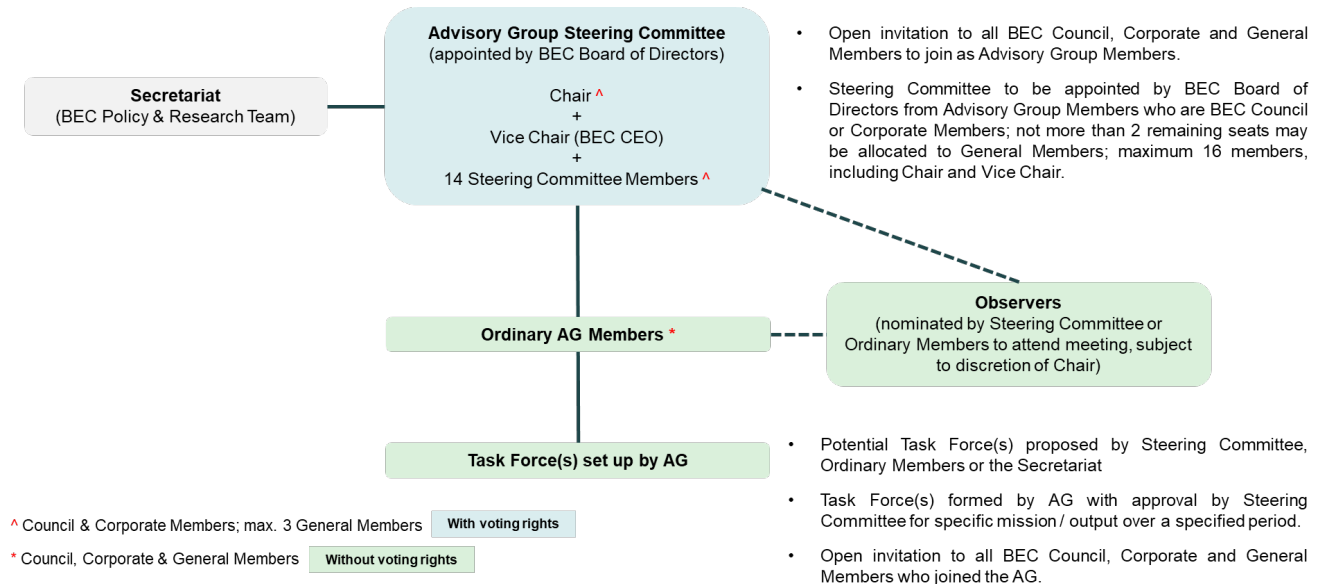 Advisory Group Steering Committee
(appointed by BEC Board of Directors)
Chair ^
+
Vice Chair (BEC CEO)
+
14 Steering Committee Members ^
Secretariat
(BEC Policy & Research Team)
• Open invitation to all BEC Council, Corporate and General
Members to join as Advisory Group Members.
• Steering Committee to be appointed by BEC Board of
Directors from Advisory Group Members who are BEC Council
or Corporate Members; not more than 2 remaining seats may
be allocated to General Members; maximum 16 members,
including Chair and Vice Chair.
Ordinary AG Members *
Observers
(nominated by Steering Committee or
Ordinary Members to attend meeting, subject
to discretion of Chair)
Task Force(s) set up by AG
• Potential Task Force(s) proposed by Steering Committee,
Ordinary Members or the Secretariat
• Task Force(s) formed by AG with approval by Steering
Committee for specific mission / output over a specified period.
• Open invitation to all BEC Council, Corporate and General
Members who joined the AG.
^ Council & Corporate Members; max. 3 General Members With voting rights
* Council, Corporate & General Members Without voting rights